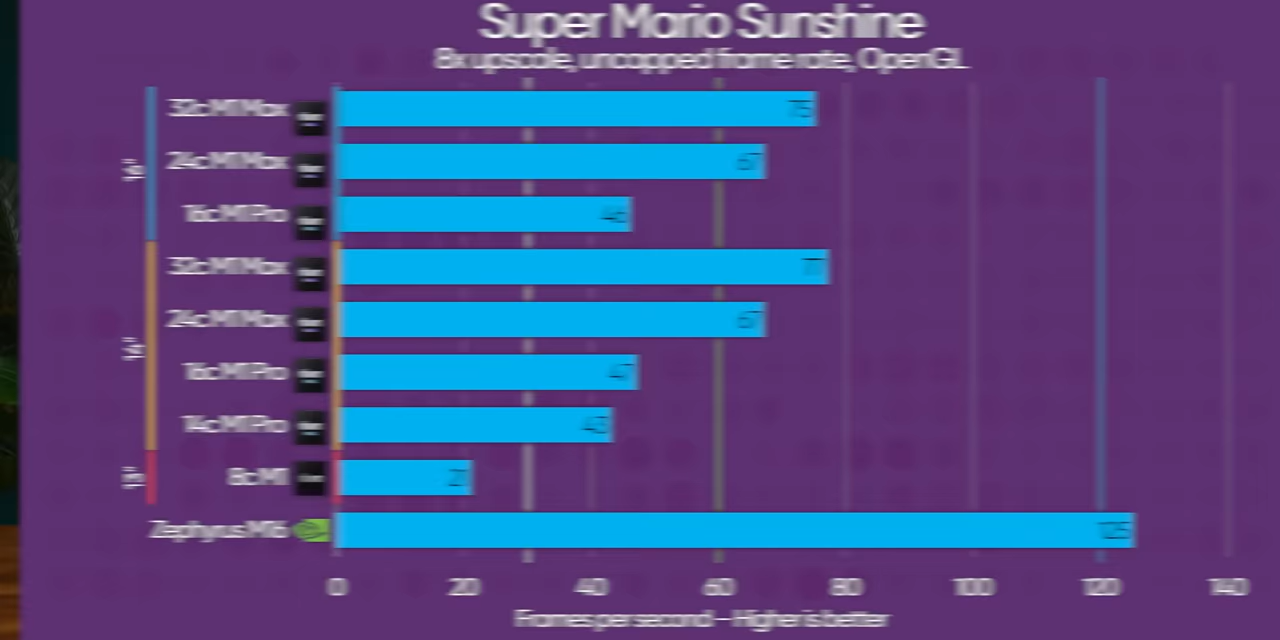 Super Mario Sunshine
8x upscale, uncapped frame rate, OpenGL
32c M1 Max 75
24c M1 Max 67
16c M1 Pro 46
32c M1 Max 77
24c M1 Max 67
16c M1 Pro 47
14c M1 Pro 43
8c M1 21
Zephyrus M16 125
0 20 40 60 80 100 120 140
Frames per second - Higher is better